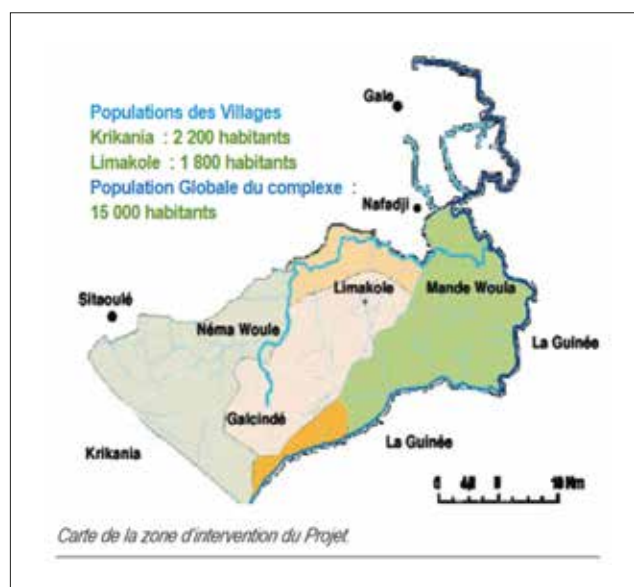 Populations des Villages
Krikania : 2 200 habitants
Limakole : 1 800 habitants
Population Globale du complexe :
15 000 habitants
Gale
Nafadji
Sitaoulé
Limakole
Mande Woula
Néma Woule
La Guinée
Galcindé
La Guinée
Krikania
Carte de la zone d'intervention du Projet.